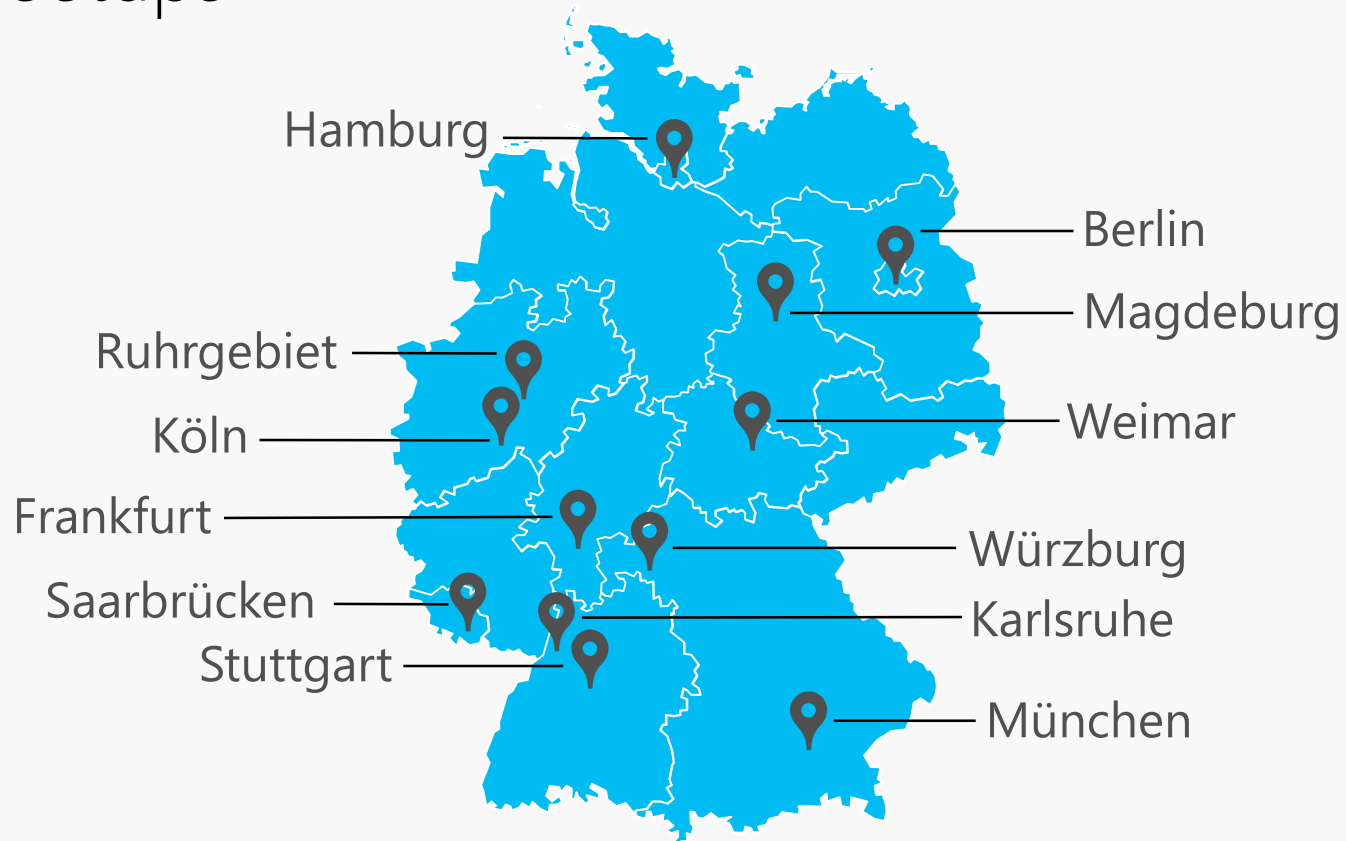 Hamburg
Berlin
Magdeburg
Ruhrgebiet
Weimar
Köln
Frankfurt
Würzburg
Saarbrücken
Karlsruhe
Stuttgart
München